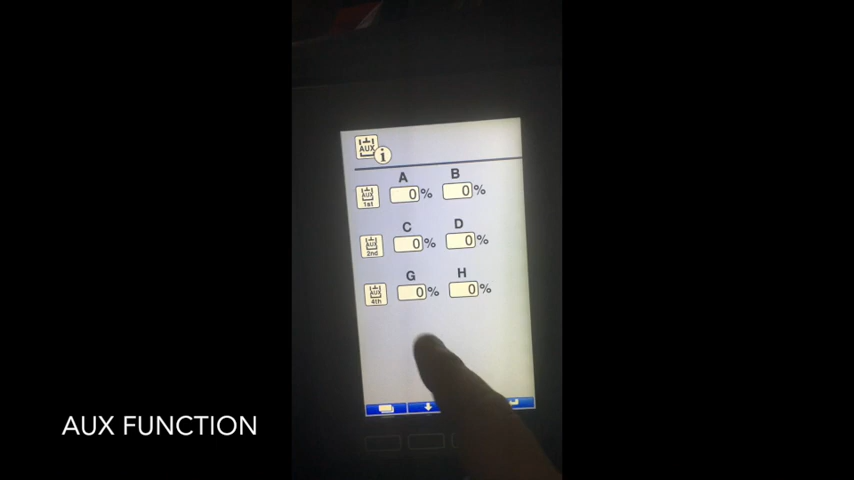 AUX
i
A B
AUX 1st 0 % 0 %
C D
AUX 2nd 0 % 0 %
G H
AUX 4th 0 % 0 %
AUX FUNCTION